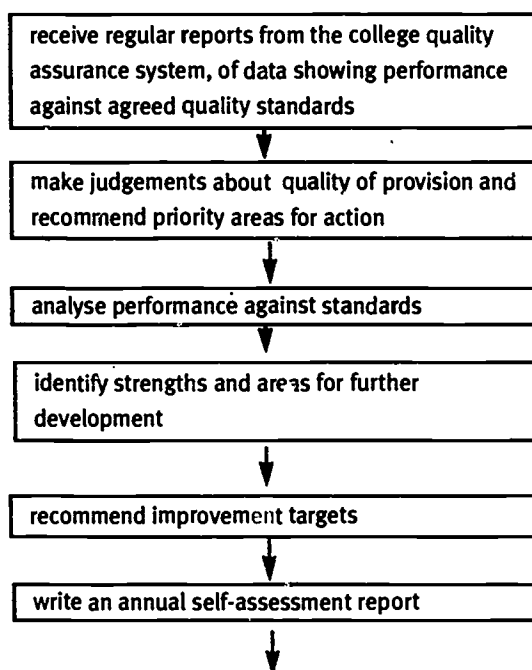 receive regular reports from the college quality
assurance system, of data showing performance
against agreed quality standards
make judgements about quality of provision and
recommend priority areas for action
analyse performance against standards
identify strengths and areas for further
development
recommend improvement targets
write an annual self-assessment report